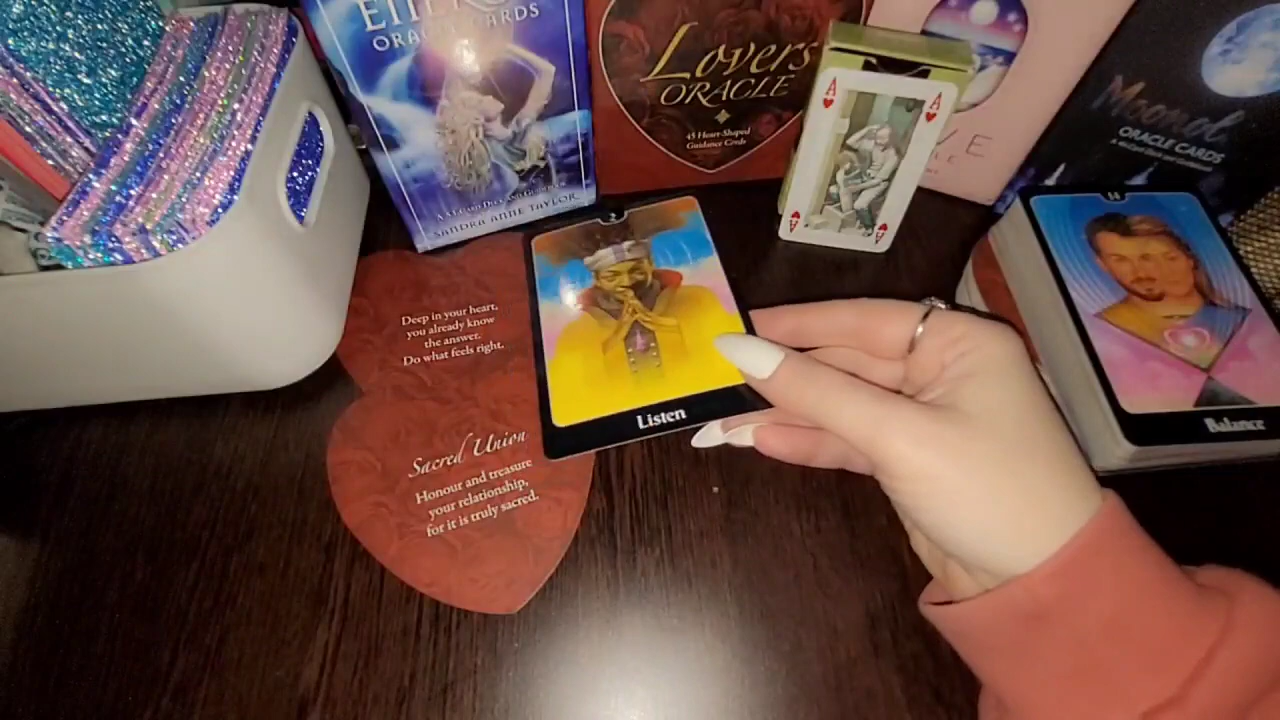 ORACLE CARDS
SANDRA ANNE TAYLOR
Lovers
ORACLE
45 Heart-Shaped
Guidance Cards
A
A
A
A
ORACLE CARDS
2
Listen
14
Balance
Deep in your heart,
you already know
the answer.
Do what feels right.
Sacred Union
Honour and treasure
your relationship,
for it is truly sacred.